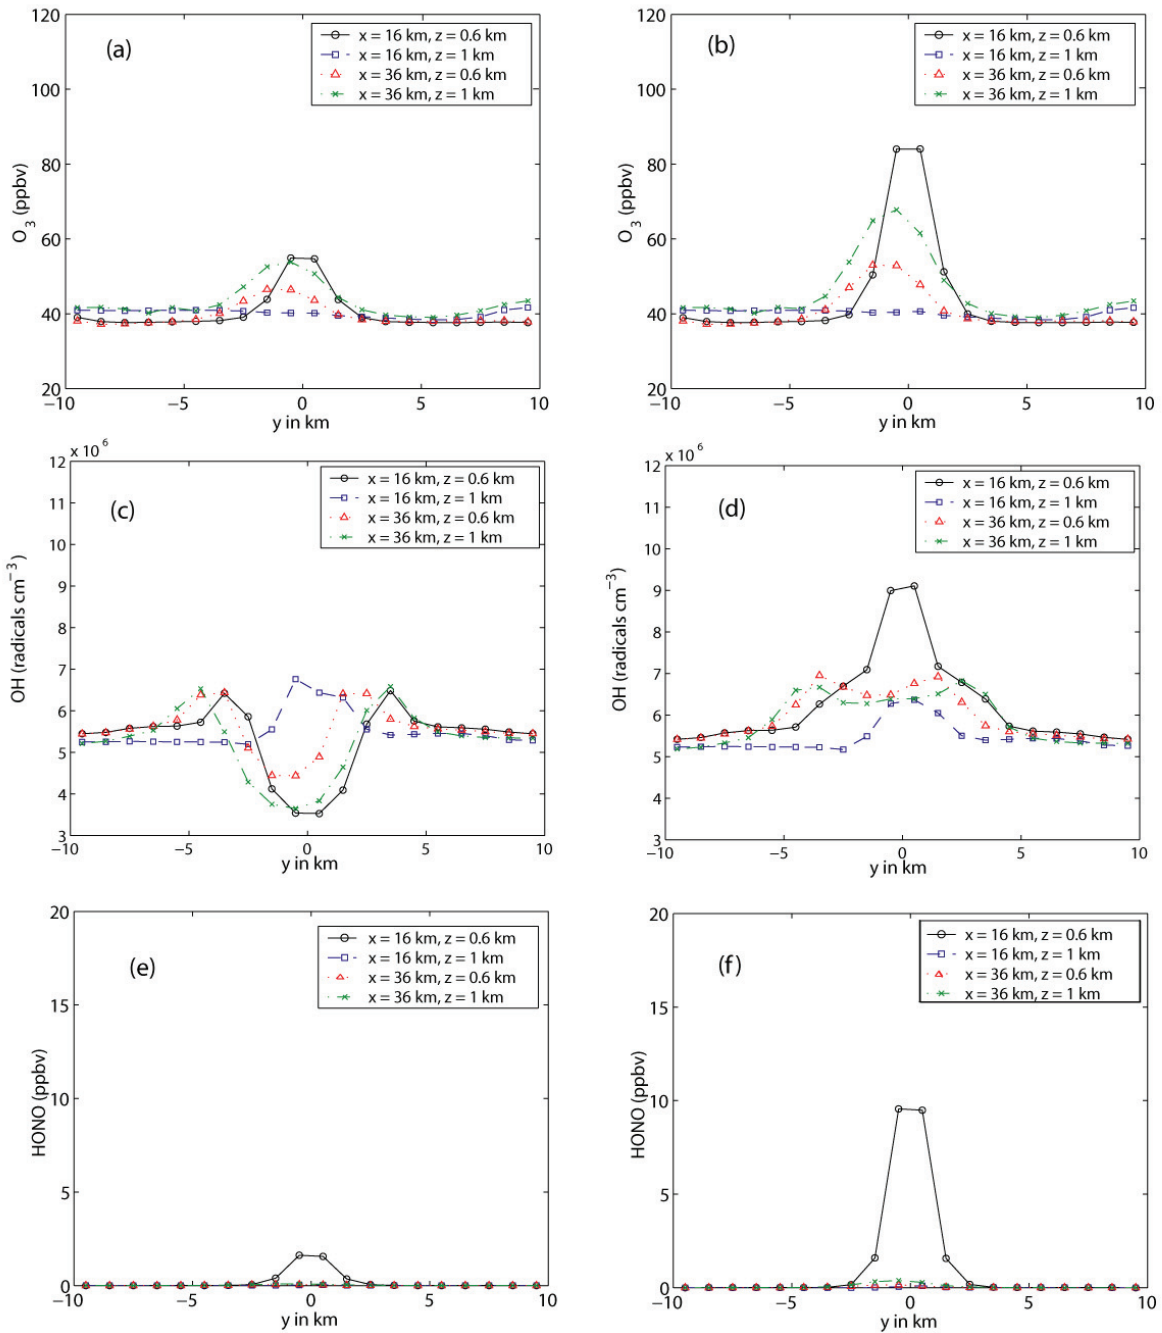 (a)
x = 16 km, z = 0.6 km
x = 16 km, z = 1 km
x = 36 km, z = 0.6 km
x = 36 km, z = 1 km
120
100
80
60
40
20
O3 (ppbv)
−10
−5
0
5
10
y in km
(b)
x = 16 km, z = 0.6 km
x = 16 km, z = 1 km
x = 36 km, z = 0.6 km
x = 36 km, z = 1 km
120
100
80
60
40
20
O3 (ppbv)
−10
−5
0
5
10
y in km
x 10 6
(c)
x = 16 km, z = 0.6 km
x = 16 km, z = 1 km
x = 36 km, z = 0.6 km
x = 36 km, z = 1 km
12
11
10
9
8
7
6
5
4
3
OH (radicals cm−3)
−10
−5
0
5
10
y in km
x 10 6
(d)
x = 16 km, z = 0.6 km
x = 16 km, z = 1 km
x = 36 km, z = 0.6 km
x = 36 km, z = 1 km
12
11
10
9
8
7
6
5
4
3
OH (radicals cm−3)
−10
−5
0
5
10
y in km
(e)
x = 16 km, z = 0.6 km
x = 16 km, z = 1 km
x = 36 km, z = 0.6 km
x = 36 km, z = 1 km
20
15
10
5
0
HONO (ppbv)
−10
−5
0
5
10
y in km
(f)
x = 16 km, z = 0.6 km
x = 16 km, z = 1 km
x = 36 km, z = 0.6 km
x = 36 km, z = 1 km
20
15
10
5
0
HONO (ppbv)
−10
−5
0
5
10
y in km